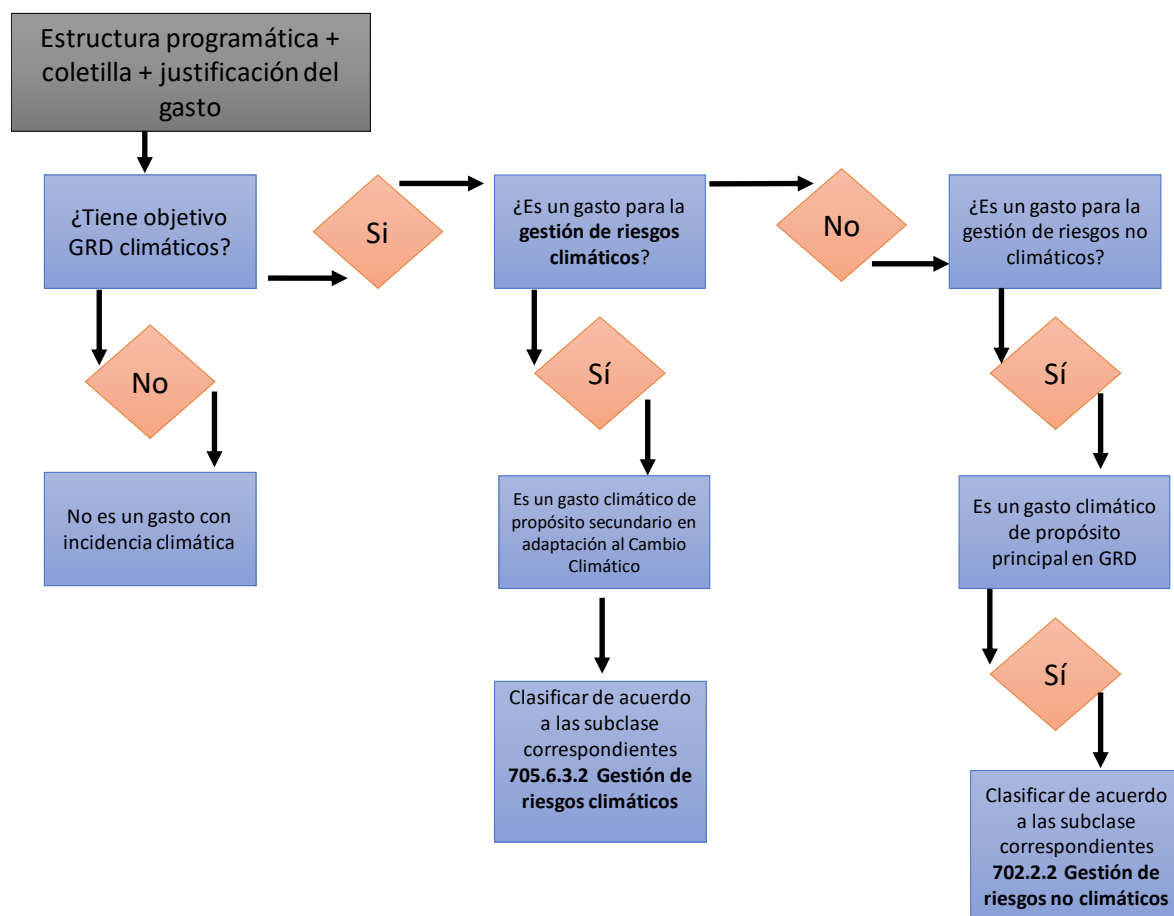 Estructura programática +
coletilla + justificación del
gasto
¿Tiene objetivo
GRD climáticos?
Si
¿Es un gasto para la
gestión de riesgos
climáticos?
No
¿Es un gasto para la
gestión de riesgos no
climáticos?
No
Sí
Sí
No es un gasto con
incidencia climática
Es un gasto climático de
propósito secundario en
adaptación al Cambio
Climático
Es un gasto climático
de propósito
principal en GRD
Sí
Clasificar de acuerdo
a las subclase
correspondientes
705.6.3.2 Gestión de
riesgos climáticos
Clasificar de acuerdo
a las subclase
correspondientes
702.2.2 Gestión de
riesgos no climáticos